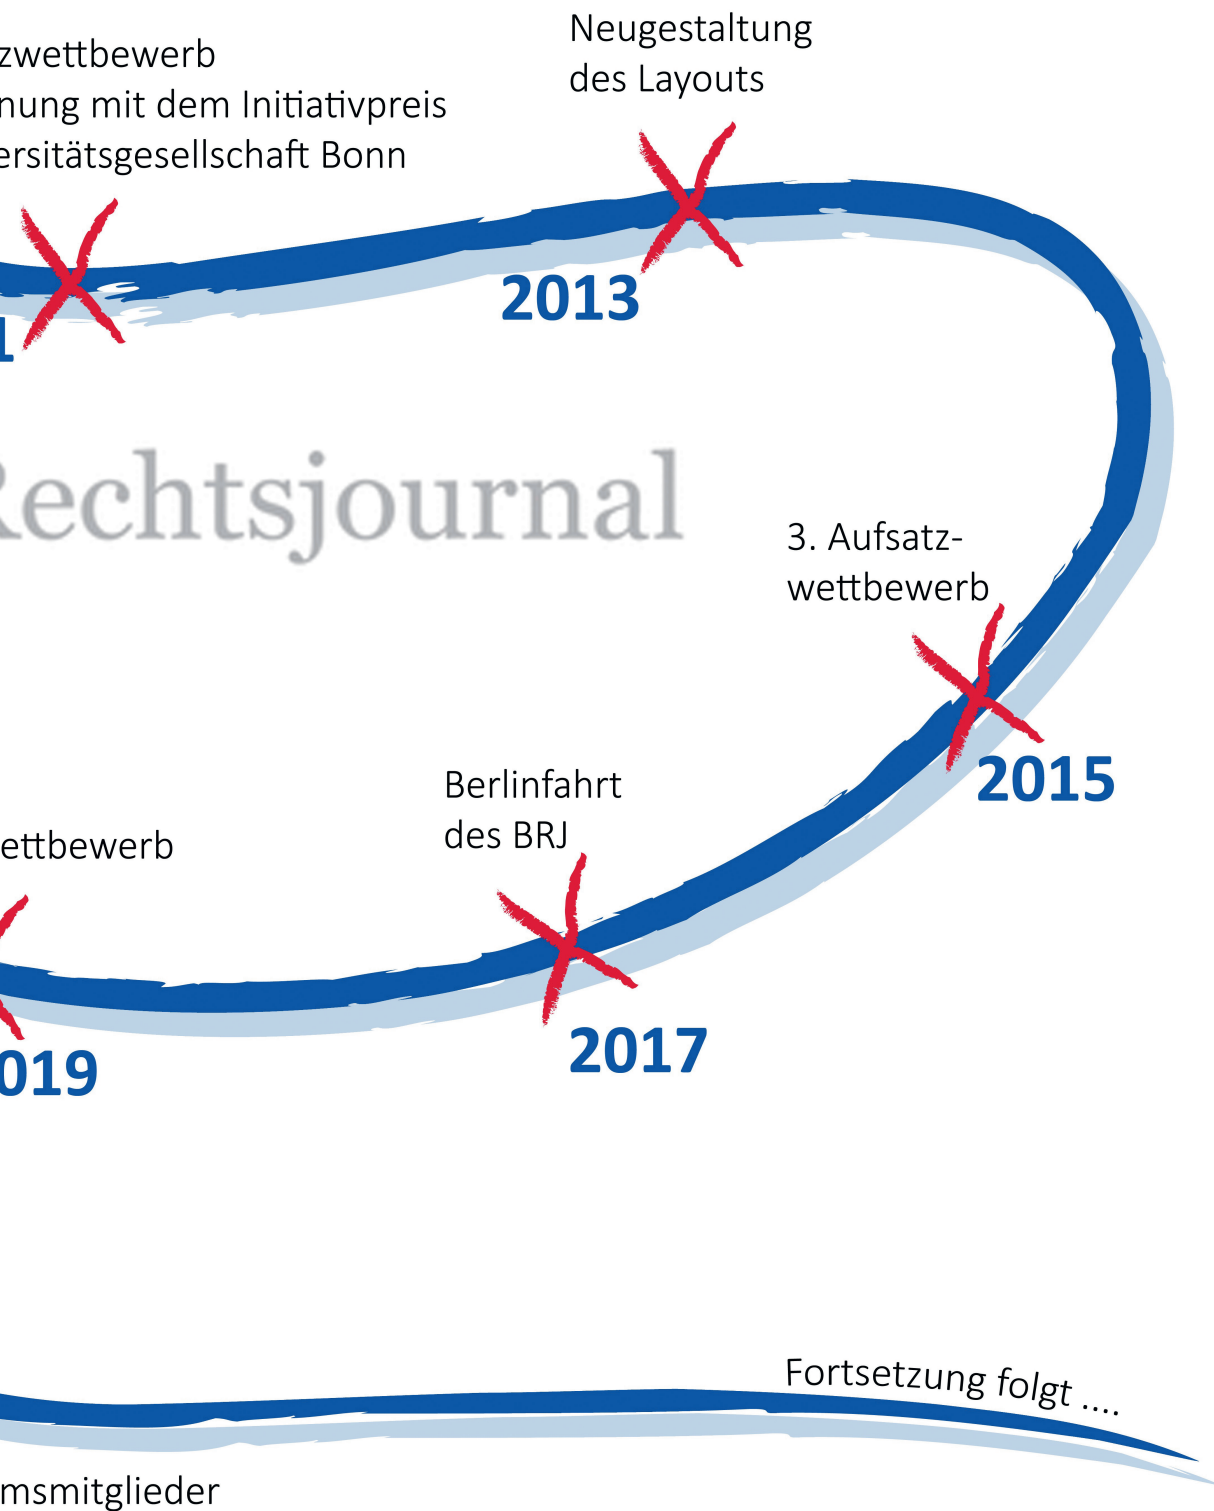 zwettbewerb
nung mit dem Initiativpreis
ersitätsgesellschaft Bonn
Neugestaltung
des Layouts
1
2013
Rechtsjournal
3. Aufsatz-
wettbewerb
2015
Berlinfahrt
des BRJ
ettbewerb
2017
019
Fortsetzung folgt ....
msmitglieder